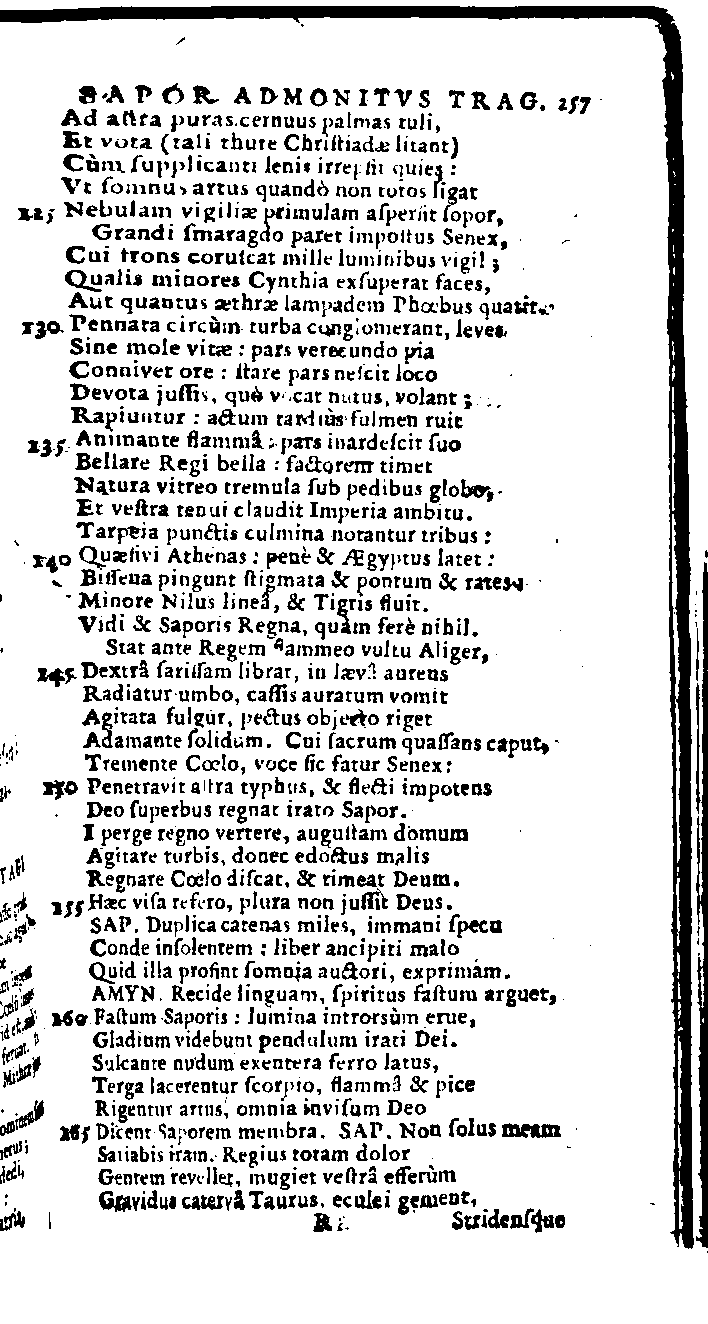 SAPOR ADMONITVS TRAG. 257
Ad astra puras cernuus palmas tuli,
Et vota (tali thure Christiadæ litant)
Cùm supplicanti lenis irrepsit quies:
Vt somnus artus quandò non totos ligat
225 Nebulam vigiliæ primulam aspersit sopor,
Grandi smaragdo paret impostus Senex,
Cui frons coruscat mille luminibus vigil;
Qualis minores Cynthia exsuperat faces,
Aut quantus æthræ lampadem Phœbus quatit.
130. Pennata circùm turba conglomerant, leves
Sine mole vitæ: pars verecundo pia
Connivet ore: stare pars nescit loco
Devota jussis, quò vocat nutus, volant;
Rapiuntur: actum tardiùs fulmen ruit
235. Animante flammâ: pars inardescit suo
Bellare Regi bella: factorem timet
Natura vitreo tremula sub pedibus globo,
Et vestra tenui claudit Imperia ambitu.
Tarpeia punctis culmina notantur tribus:
240 Quæsivi Athenas: penè & Ægyptus latet:
Bissena pingunt stigmata & pontum & rates
Minore Nilus lineâ, & Tigris fluit.
Vidi & Saporis Regna, quàm ferè nihil.
Stat ante Regem flammeo vultu Aliger,
245. Dextrâ sarissam librat, in lævâ aureus
Radiatur umbo, cassis auratum vomit
Agitata fulgur, pectus objecto riget
Adamante solidum. Cui sacrum quassans caput,
Tremente Cœlo, voce sic fatur Senex:
250 Penetravit astra typhus, & flecti impotens
Deo superbus regnat irato Sapor.
I perge regno vertere, augustam domum
Agitare turbis, donec edoctus malis
Regnare Cœlo discat, & timeat Deum.
255 Hæc visa refero, plura non jussit Deus.
SAP. Duplica catenas miles, immani specu
Conde insolentem: liber ancipiti malo
Quid illa prosint somnia auctori, exprimam.
AMYN. Recide linguam, spiritus fastum arguet,
260 Fastum Saporis: lumina introrsùm erue,
Gladium videbunt pendulum irati Dei.
Sulcante nudum exentera ferro latus,
Terga lacerentur scorpio, flammâ & pice
Rigentur artus, omnia invisum Deo
265 Dicent Saporem membra. SAP. Non solus meam
Satiabis iram. Regius totam dolor
Gentem revellet, mugiet vestrâ efferùm
Gravidus catervâ Taurus, eculei gement,
R
Stridensque